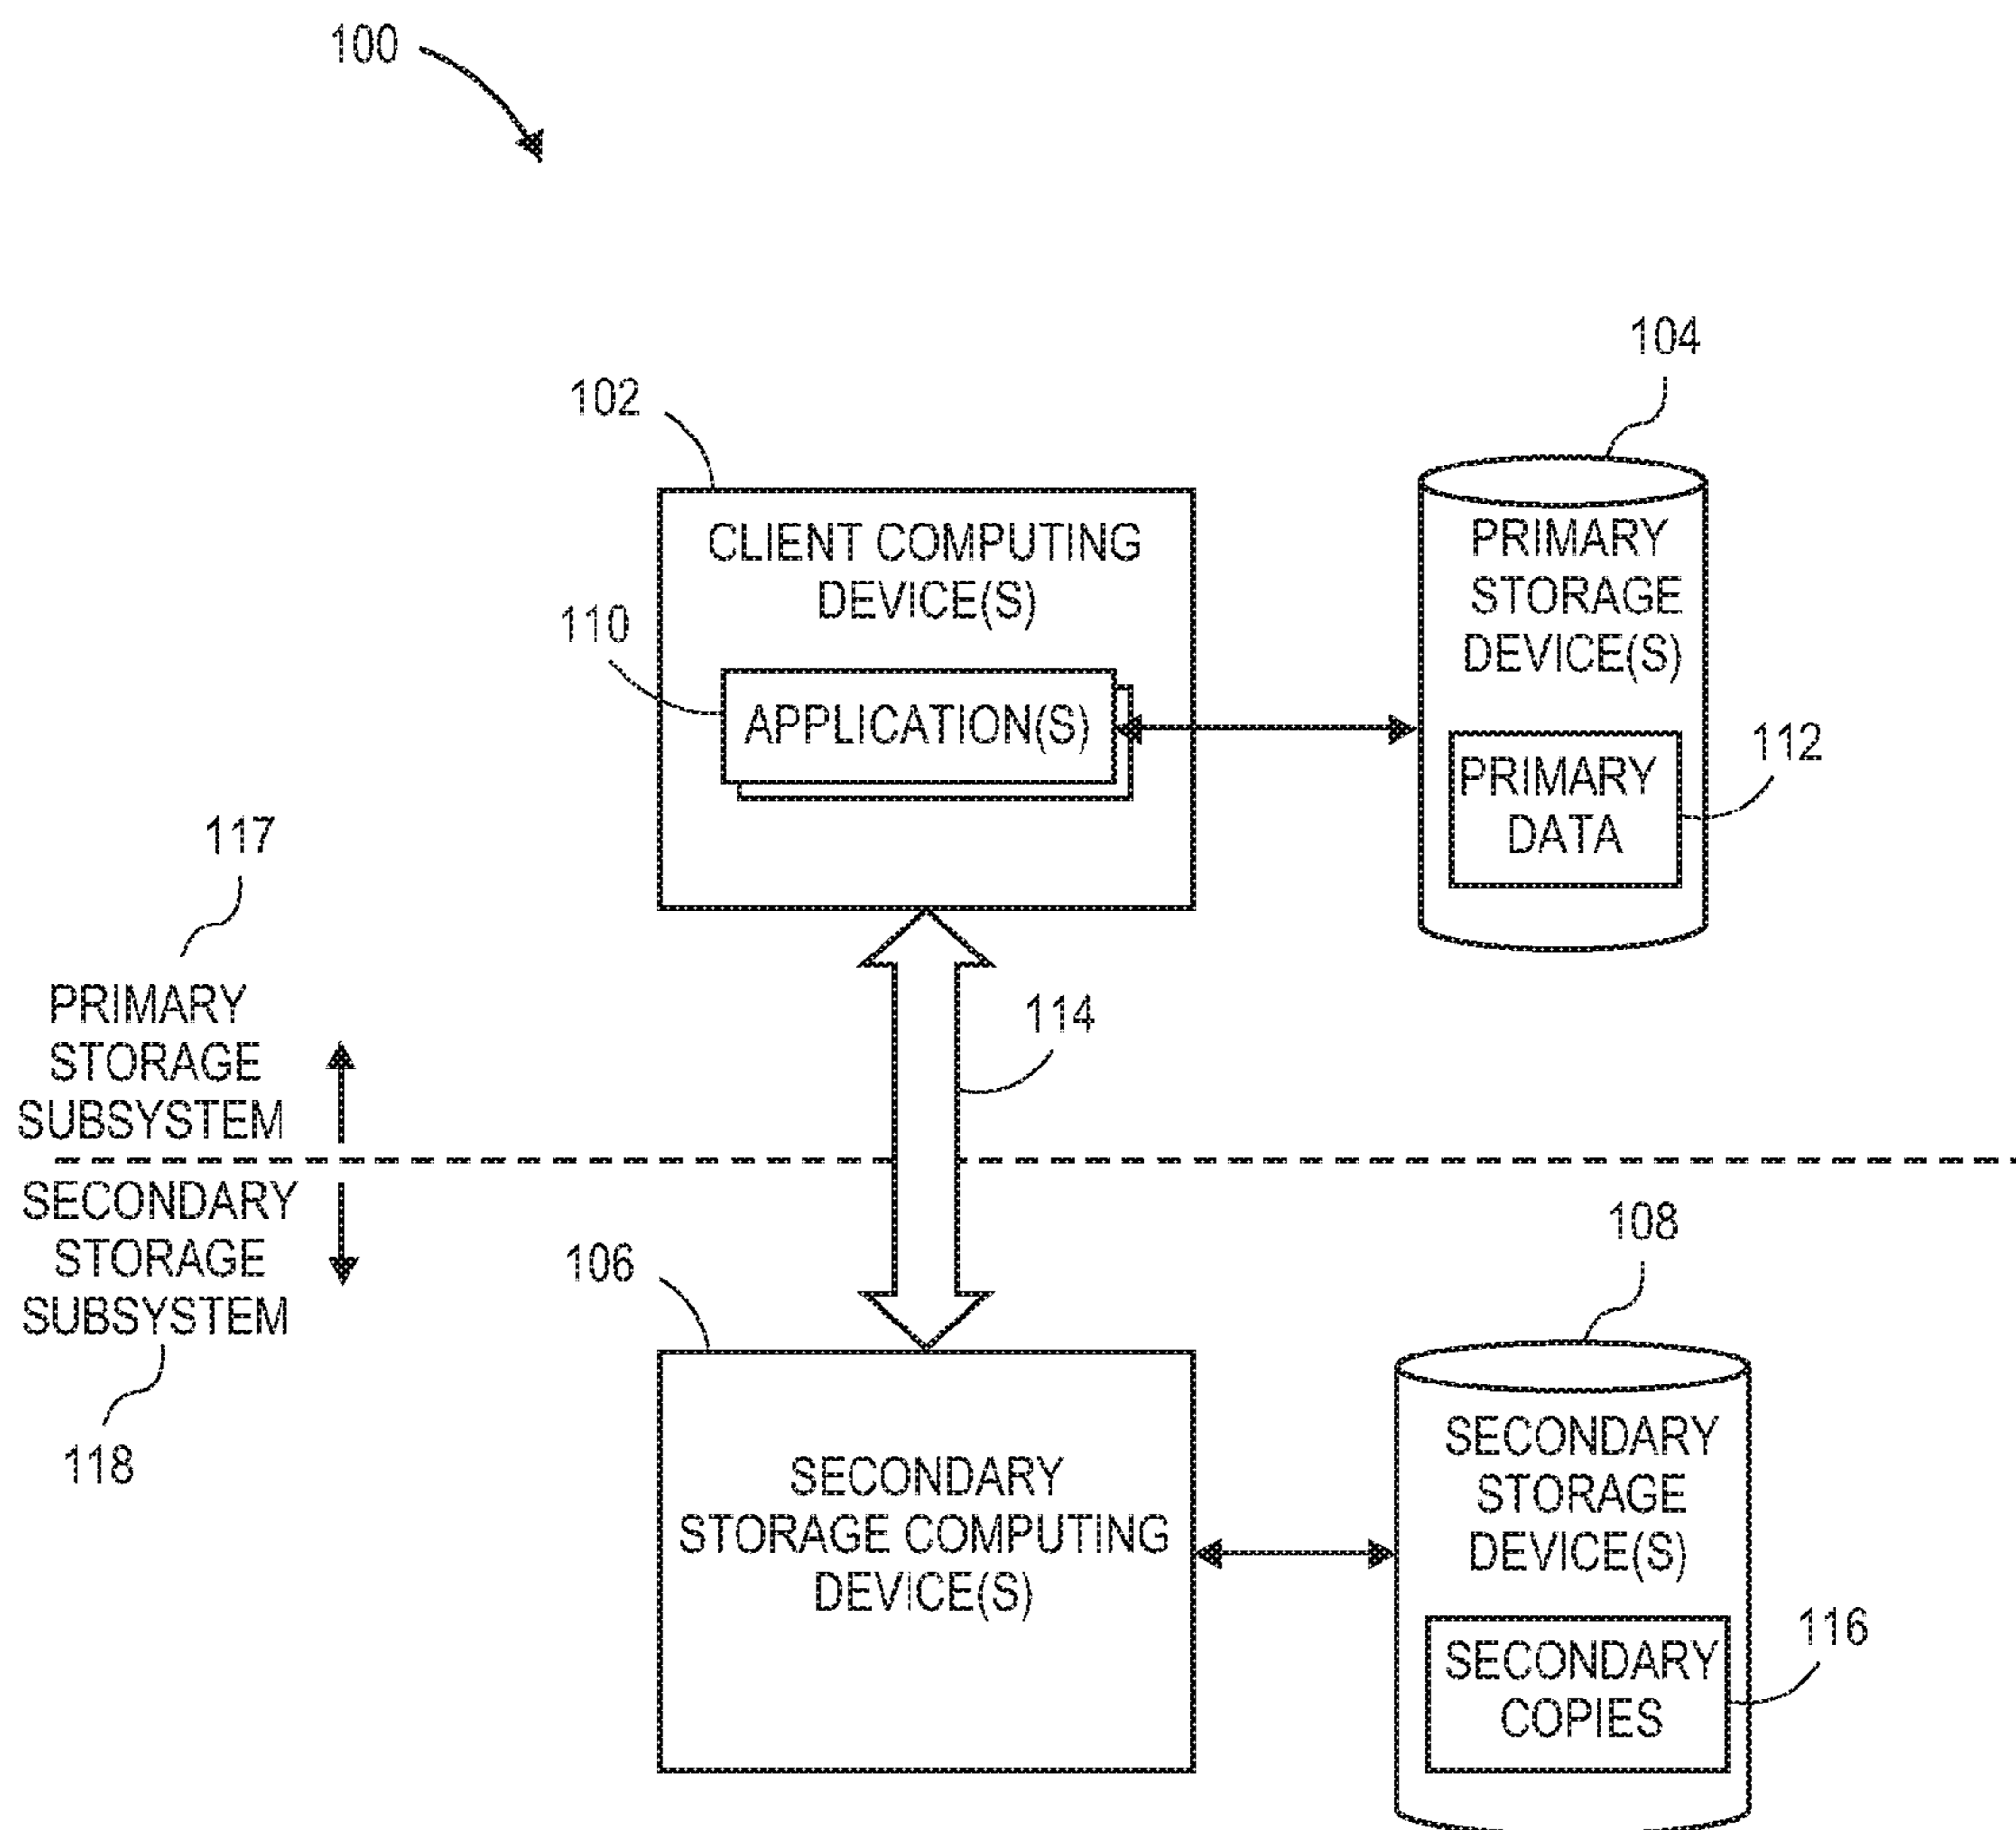 100
104
102
CLIENT COMPUTING
DEVICE(S)
PRIMARY
STORAGE
DEVICE(S)
110
APPLICATION(S)
112
PRIMARY
DATA
117
PRIMARY
STORAGE
SUBSYSTEM
114
SECONDARY
STORAGE
SUBSYSTEM
118
106
108
SECONDARY
STORAGE COMPUTING
DEVICE(S)
SECONDARY
STORAGE
DEVICE(S)
116
SECONDARY
COPIES